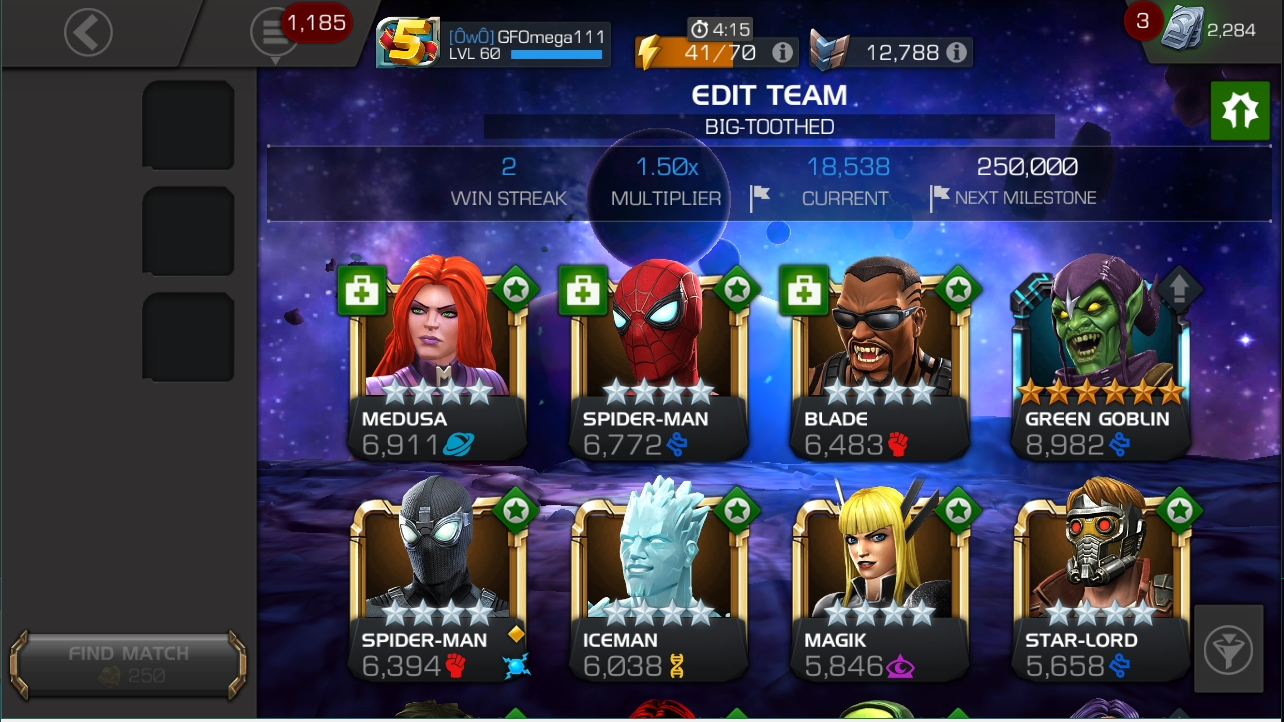 1,185
5
[ÖwÔ] GFOmega111
LVL 60
4:15
41/70
12,788
3
2,284
EDIT TEAM
BIG-TOOTHED
2
WIN STREAK
1.50x
MULTIPLIER
18,538
CURRENT
250,000
NEXT MILESTONE
MEDUSA
6,911
SPIDER-MAN
6,772
BLADE
6,483
GREEN GOBLIN
8,982
SPIDER-MAN
6,394
ICEMAN
6,038
MAGIK
5,846
STAR-LORD
5,658
FIND MATCH
250